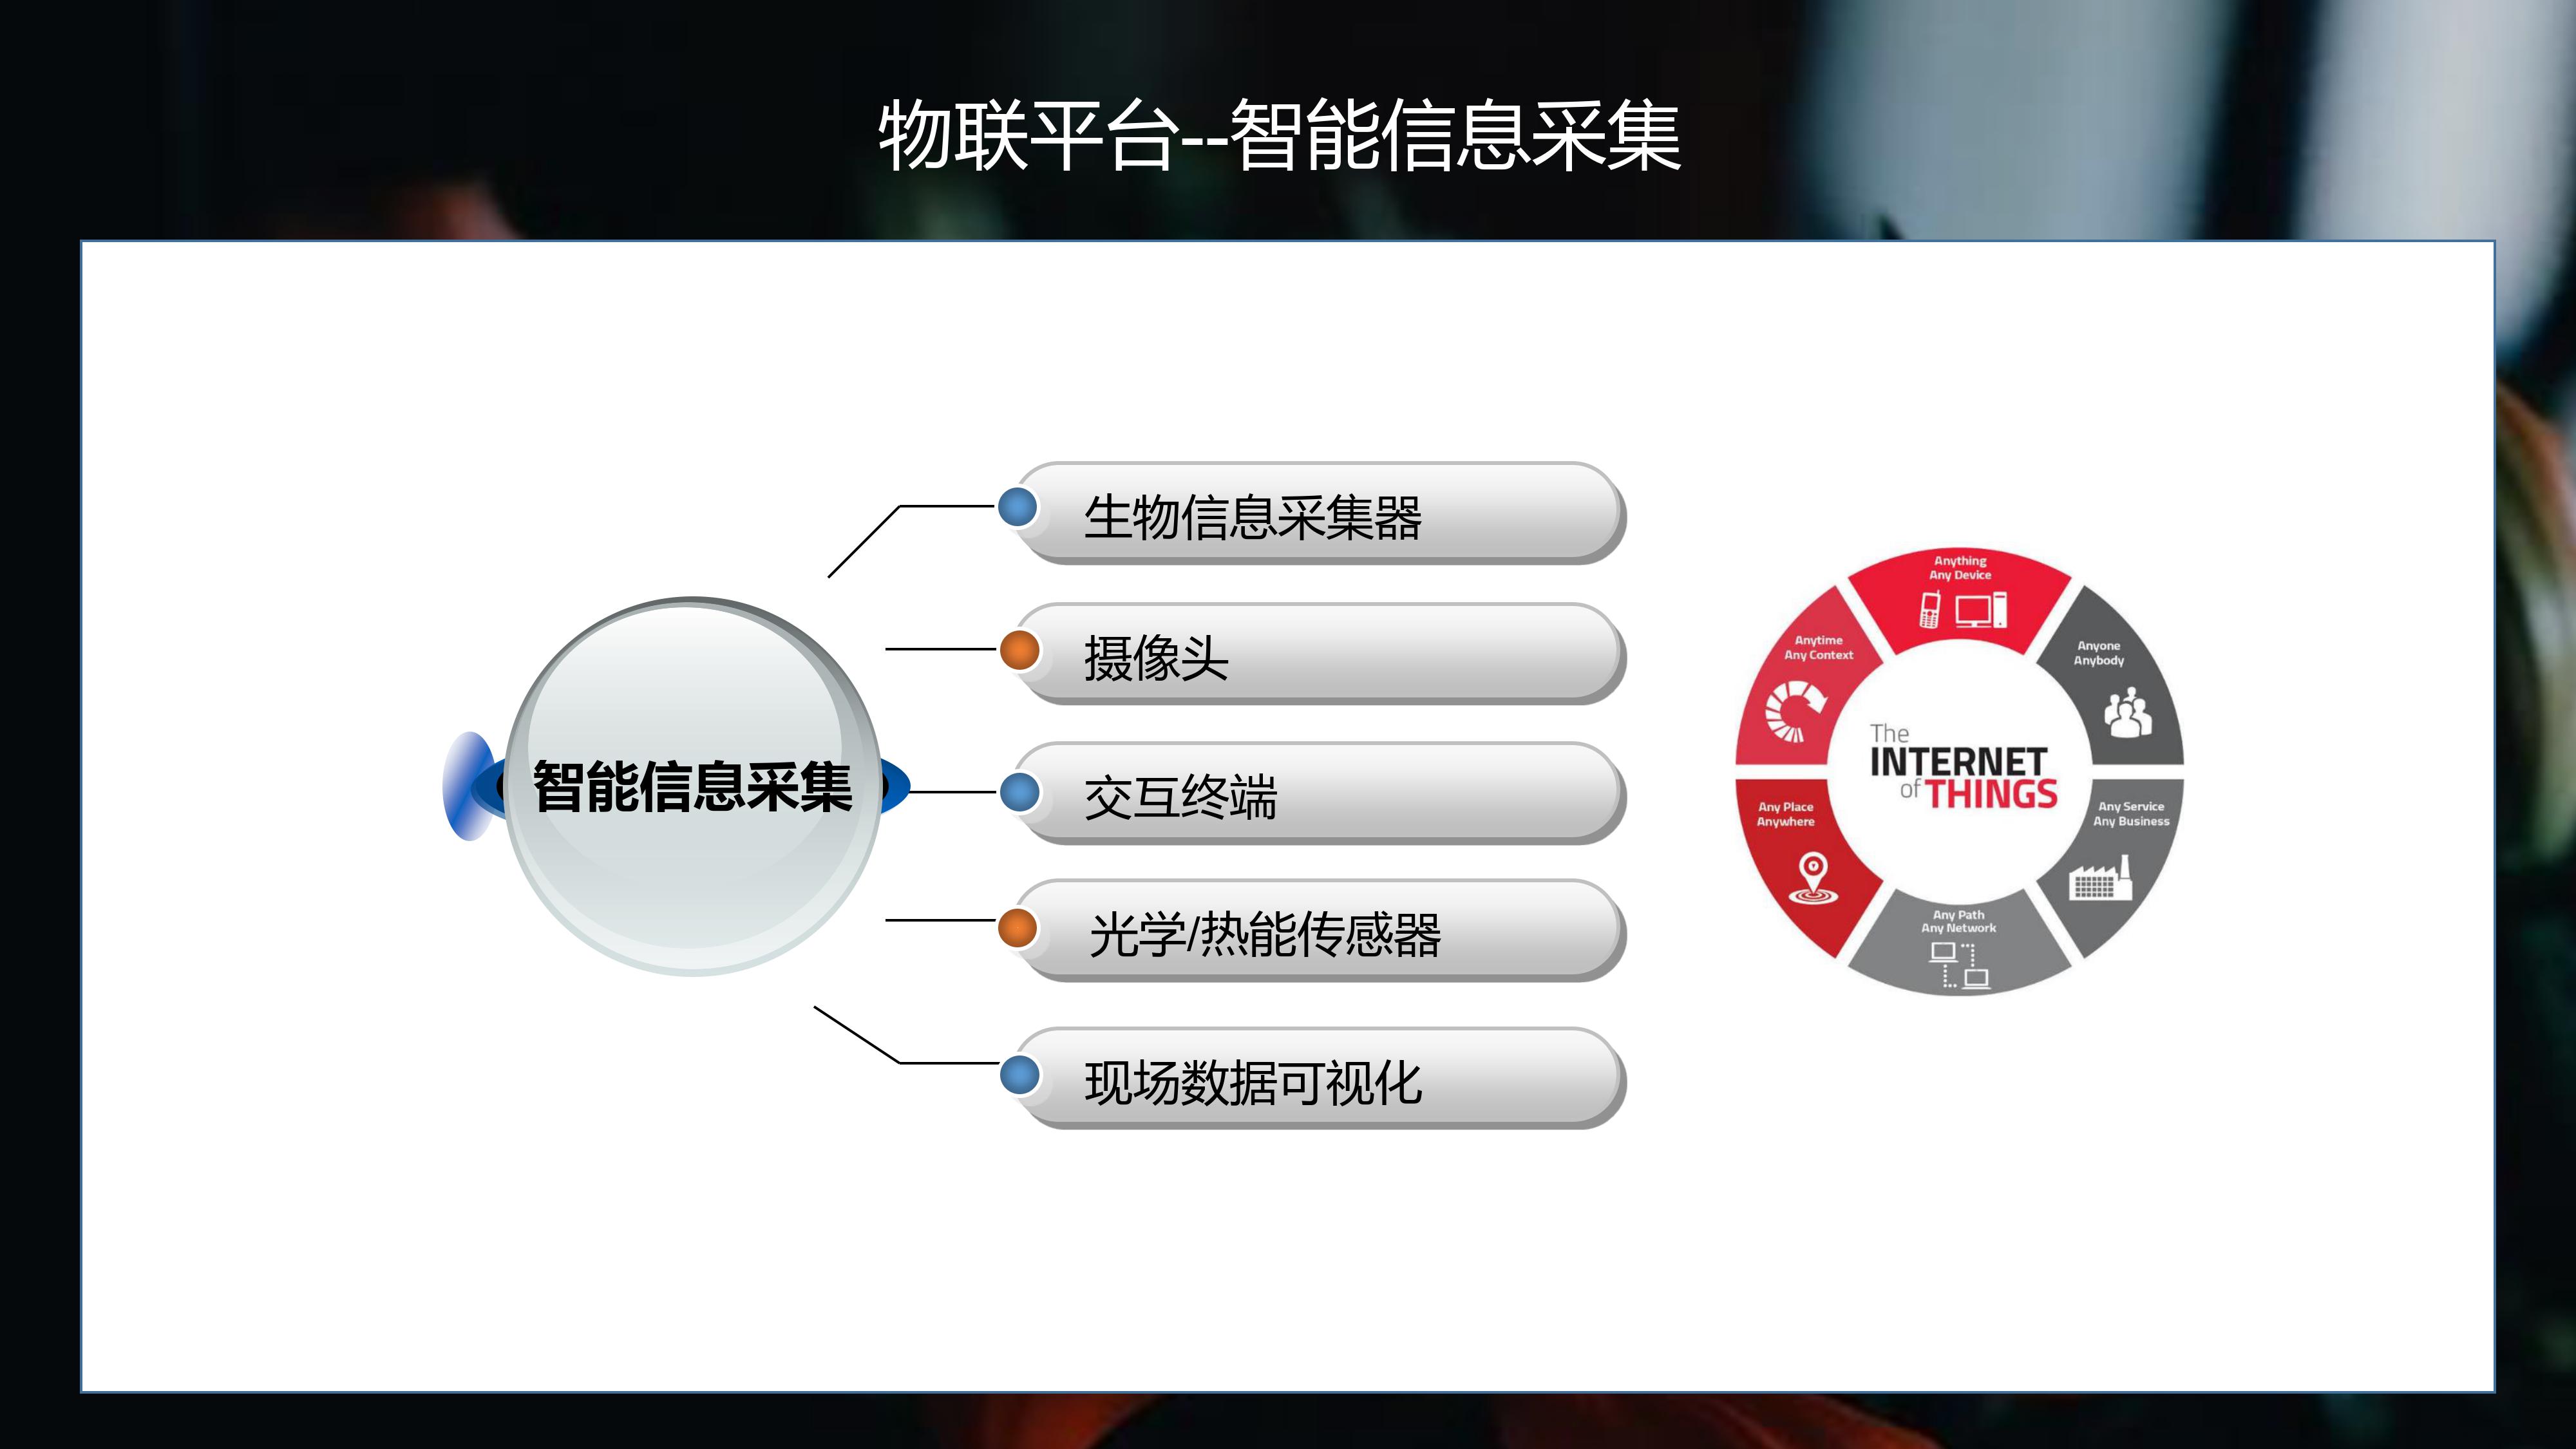 物联平台--智能信息采集
智能信息采集
生物信息采集器
摄像头
交互终端
光学/热能传感器
现场数据可视化
Anything
Any Device
Anyone
Anybody
Any Service
Any Business
Any Path
Any Network
Any Place
Anywhere
Anytime
Any Context
The
INTERNET
of THINGS